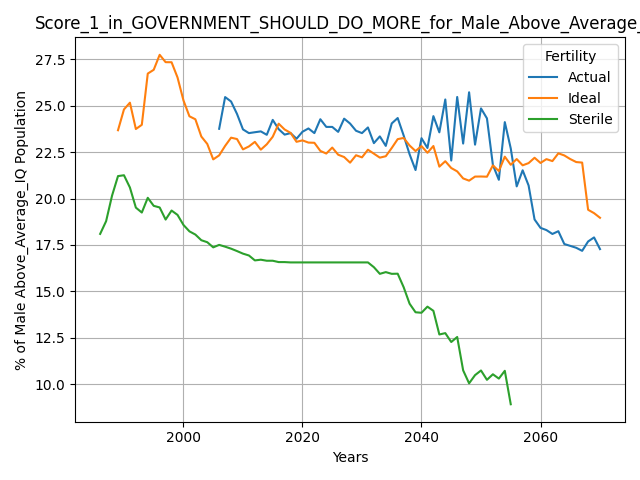 Score_1_in_GOVERNMENT_SHOULD_DO_MORE_for_Male_Above_Average_
Fertility
Actual
Ideal
Sterile
27.5
25.0
22.5
20.0
17.5
15.0
12.5
10.0
% of Male Above_Average_IQ Population
2000
2020
2040
2060
Years